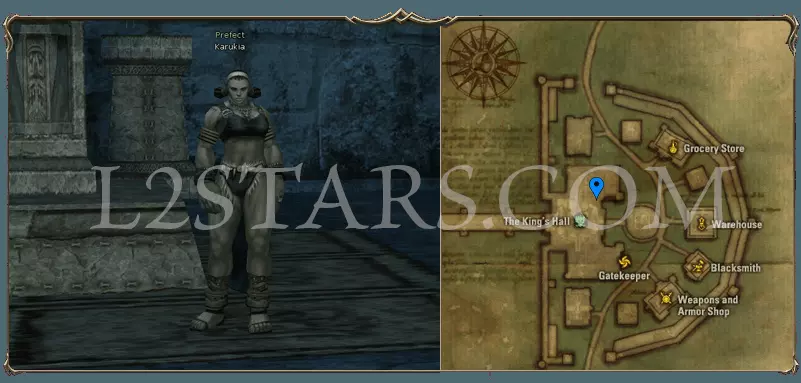 Prefect
Karukia
L2STARS.COM
Grocery Store
The King's Hall
Warehouse
Gatekeeper
Blacksmith
Weapons and
Armor Shop